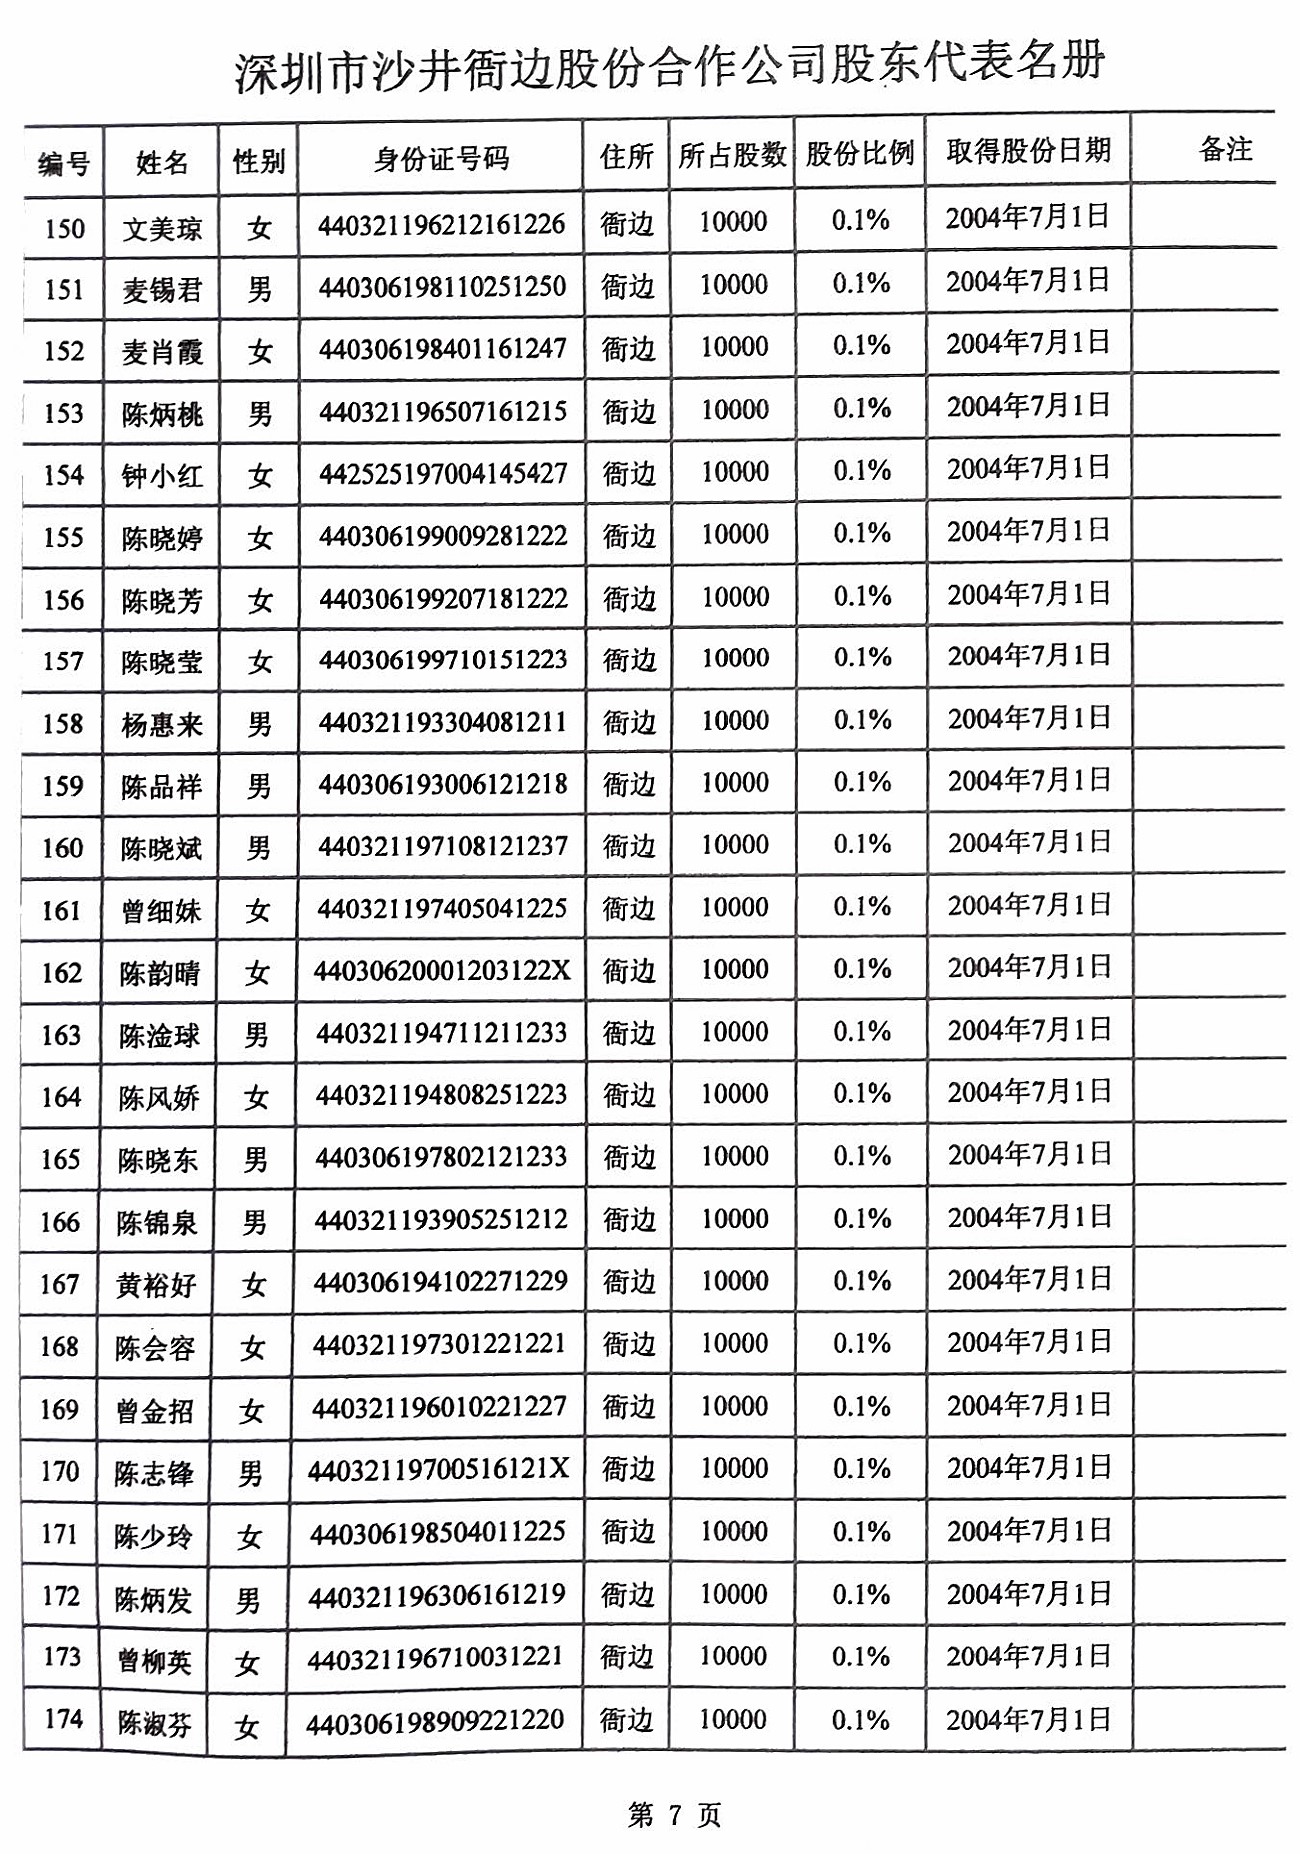 深圳市沙井衙边股份合作公司股东代表名册
编号 姓名 性别 身份证号码 住所 所占股数 股份比例 取得股份日期 备注
150 文美琼 女 440321196212161226 衙边 10000 0.1% 2004年7月1日
151 麦锡君 男 440306198110251250 衙边 10000 0.1% 2004年7月1日
152 麦肖霞 女 440306198401161247 衙边 10000 0.1% 2004年7月1日
153 陈炳桃 男 440321196507161215 衙边 10000 0.1% 2004年7月1日
154 钟小红 女 442525197004145427 衙边 10000 0.1% 2004年7月1日
155 陈晓婷 女 440306199009281222 衙边 10000 0.1% 2004年7月1日
156 陈晓芳 女 440306199207181222 衙边 10000 0.1% 2004年7月1日
157 陈晓莹 女 440306199710151223 衙边 10000 0.1% 2004年7月1日
158 杨惠来 男 440321193304081211 衙边 10000 0.1% 2004年7月1日
159 陈品祥 男 440306193006121218 衙边 10000 0.1% 2004年7月1日
160 陈晓斌 男 440321197108121237 衙边 10000 0.1% 2004年7月1日
161 曾细妹 女 440321197405041225 衙边 10000 0.1% 2004年7月1日
162 陈韵晴 女 44030620001203122X 衙边 10000 0.1% 2004年7月1日
163 陈淦球 男 440321194711211233 衙边 10000 0.1% 2004年7月1日
164 陈风娇 女 440321194808251223 衙边 10000 0.1% 2004年7月1日
165 陈晓东 男 440306197802121233 衙边 10000 0.1% 2004年7月1日
166 陈锦泉 男 440321193905251212 衙边 10000 0.1% 2004年7月1日
167 黄裕好 女 440306194102271229 衙边 10000 0.1% 2004年7月1日
168 陈会容 女 440321197301221221 衙边 10000 0.1% 2004年7月1日
169 曾金招 女 440321196010221227 衙边 10000 0.1% 2004年7月1日
170 陈志锋 男 44032119700516121X 衙边 10000 0.1% 2004年7月1日
171 陈少玲 女 440306198504011225 衙边 10000 0.1% 2004年7月1日
172 陈炳发 男 440321196306161219 衙边 10000 0.1% 2004年7月1日
173 曾柳英 女 440321196710031221 衙边 10000 0.1% 2004年7月1日
174 陈淑芬 女 440306198909221220 衙边 10000 0.1% 2004年7月1日
第 7 页